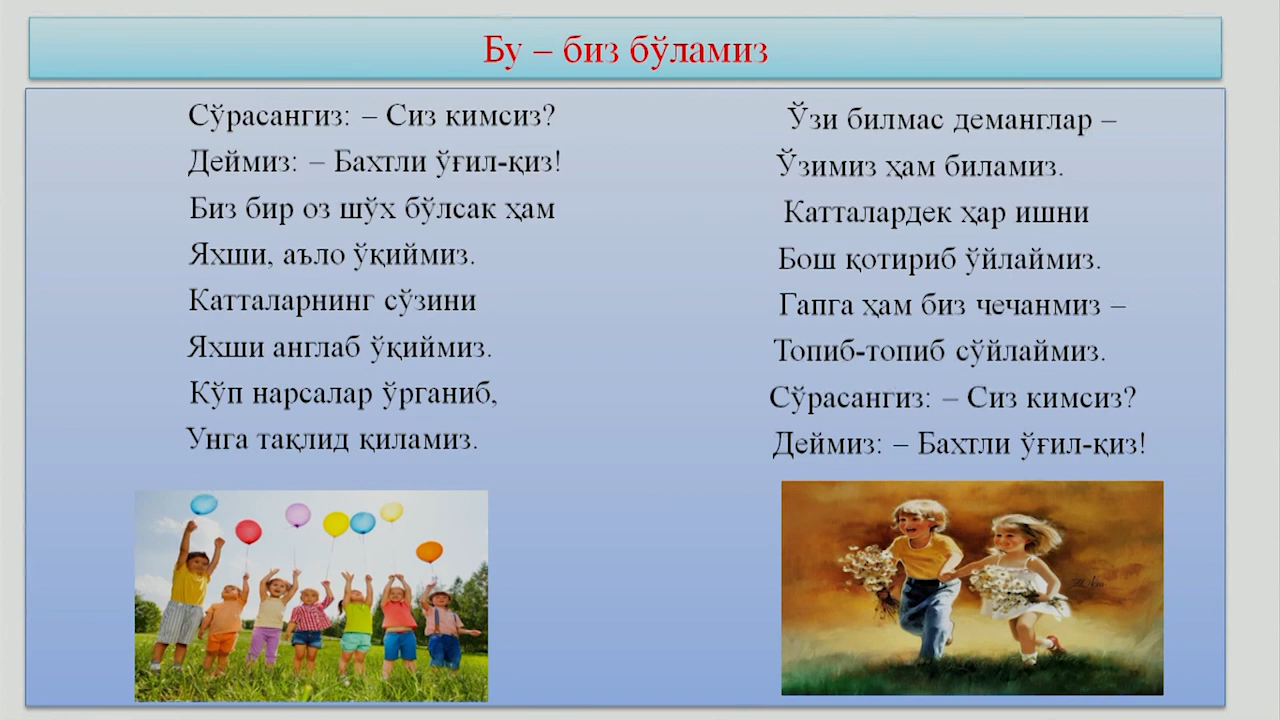 Бу – биз бўламиз
Сўрасангиз: – Сиз кимсиз?
Деймиз: – Бахтли ўғил-қиз!
Биз бир оз шўх бўлсак ҳам
Яхши, аъло ўқиймиз.
Катталарнинг сўзини
Яхши англаб ўқиймиз.
Кўп нарсалар ўрганиб,
Унга тақлид қиламиз.
Ўзи билмас деманглар –
Ўзимиз ҳам биламиз.
Катталардек ҳар ишни
Бош қотириб ўйлаймиз.
Гапга ҳам биз чечанмиз –
Топиб-топиб сўйлаймиз.
Сўрасангиз: – Сиз кимсиз?
Деймиз: – Бахтли ўғил-қиз!